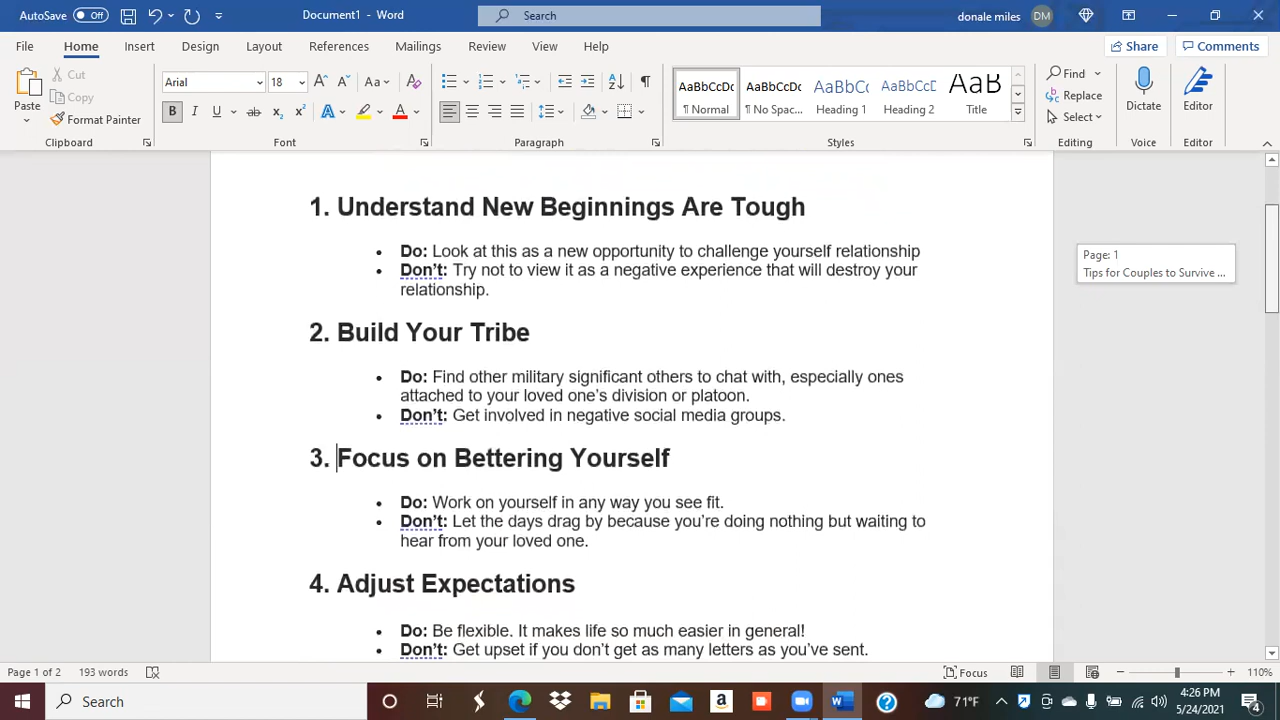 AutoSave Off Document1 - Word Search donale miles DM
File Home Insert Design Layout References Mailings Review View Help Share Comments
Paste Cut Copy Format Painter Clipboard
Arial 18 Aa B I U ab x₂ x² A A Font
Paragraph
AaBbCcDc AaBbCcDc AaBbCc AaBbCcD AaB
¶ Normal ¶ No Spac... Heading 1 Heading 2 Title
Styles
Find Replace Select Editing
Dictate Voice
Editor Editor
1. Understand New Beginnings Are Tough
• Do: Look at this as a new opportunity to challenge yourself relationship
• Don't: Try not to view it as a negative experience that will destroy your
relationship.
Page: 1
Tips for Couples to Survive ...
2. Build Your Tribe
• Do: Find other military significant others to chat with, especially ones
attached to your loved one's division or platoon.
• Don't: Get involved in negative social media groups.
3. Focus on Bettering Yourself
• Do: Work on yourself in any way you see fit.
• Don't: Let the days drag by because you're doing nothing but waiting to
hear from your loved one.
4. Adjust Expectations
• Do: Be flexible. It makes life so much easier in general!
• Don't: Get upset if you don't get as many letters as you've sent.
Page 1 of 2 193 words Focus 110%
Search 71°F 4:26 PM
5/24/2021 4